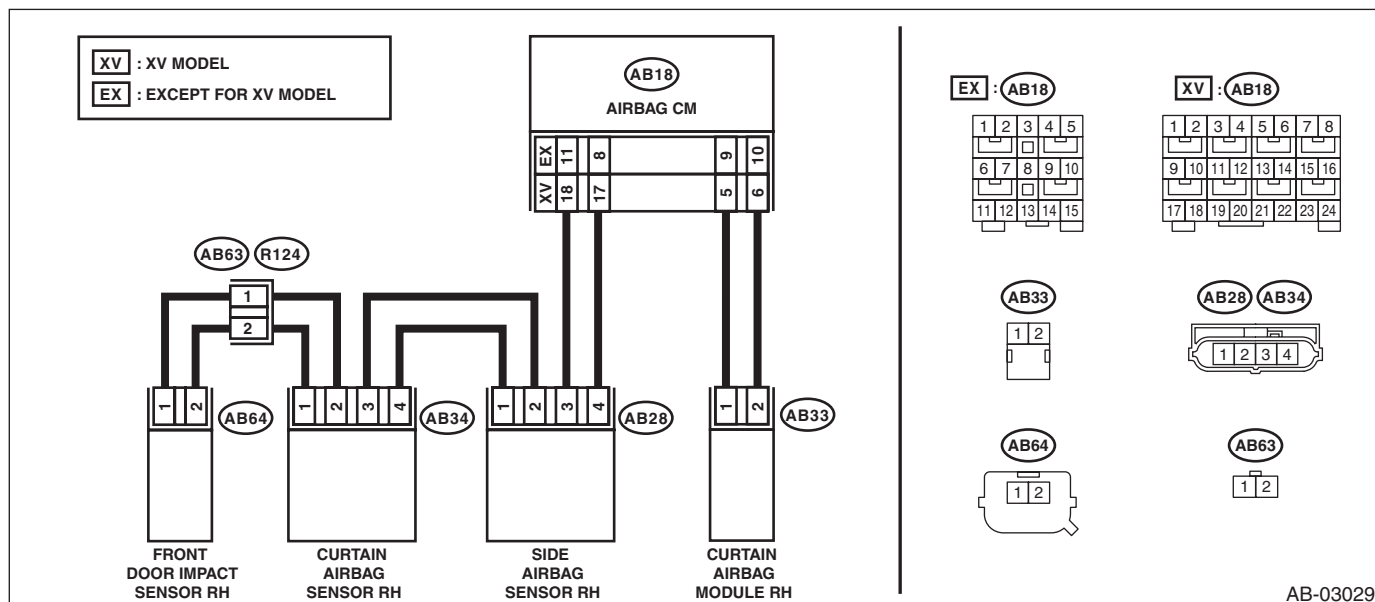 XV : XV MODEL
EX : EXCEPT FOR XV MODEL
AB18
AIRBAG CM
EX 11 8 9 10
XV 18 17 5 6
AB63 R124
1
2
1 2 AB64
1 2 3 4 AB34
1 2 3 4 AB28
1 2 AB33
FRONT
DOOR IMPACT
SENSOR RH
CURTAIN
AIRBAG
SENSOR RH
SIDE
AIRBAG
SENSOR RH
CURTAIN
AIRBAG
MODULE RH
EX : AB18
1 2 3 4 5
6 7 8 9 10
11 12 13 14 15
XV : AB18
1 2 3 4 5 6 7 8
9 10 11 12 13 14 15 16
17 18 19 20 21 22 23 24
AB33
1 2
AB28 AB34
1 2 3 4
AB64
1 2
AB63
1 2
AB-03029